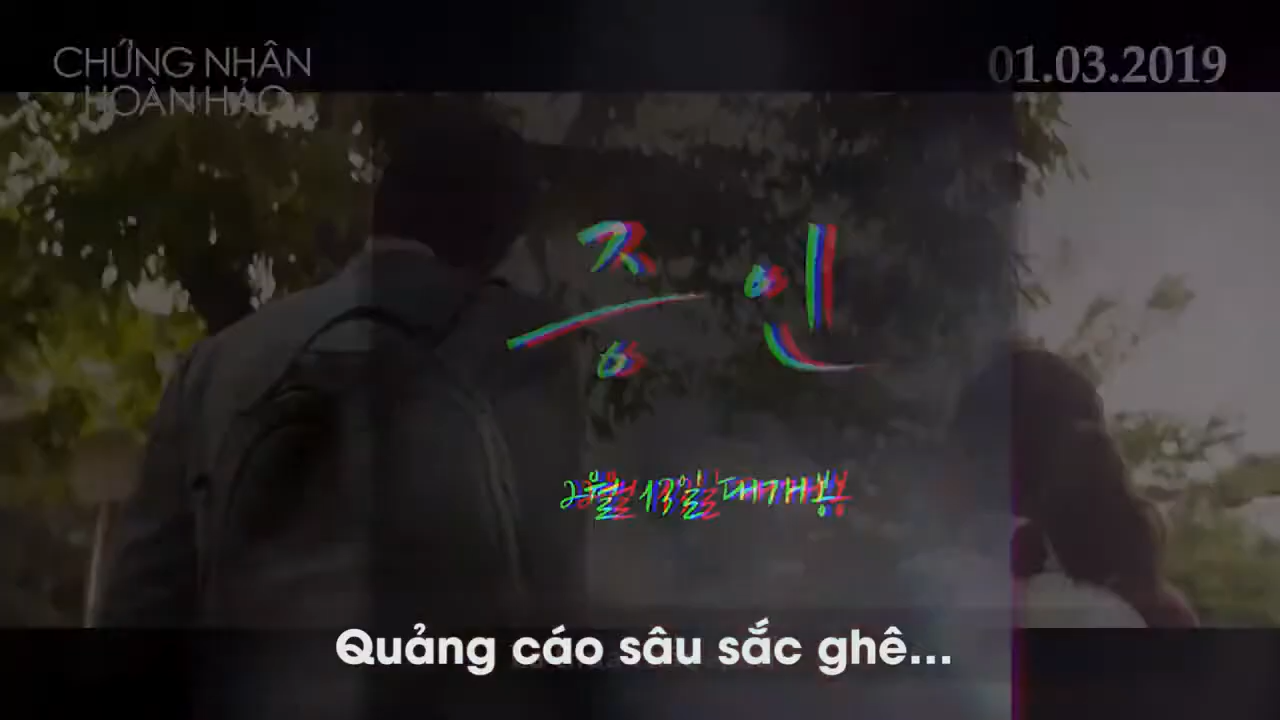 CHỨNG NHÂN
HOÀN HẢO
01.03.2019
증인
2월 13일 대개봉
Quảng cáo sâu sắc ghê...